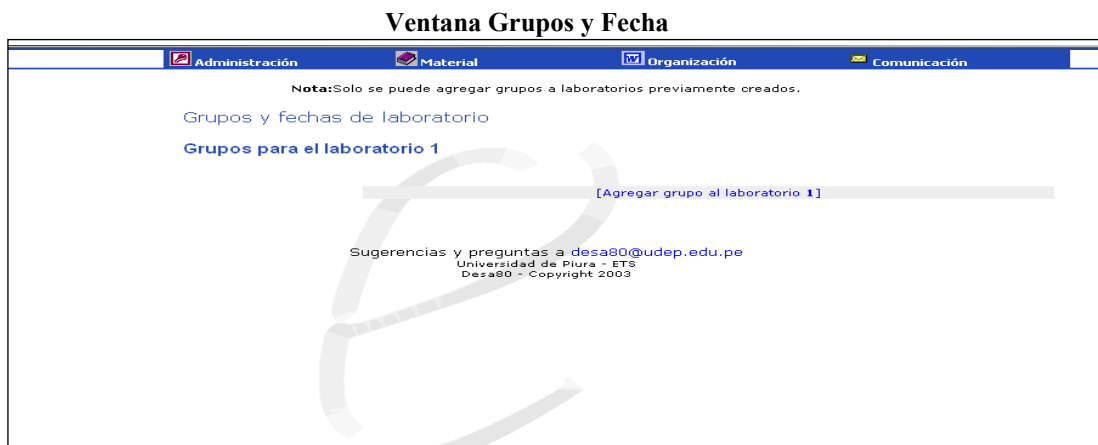 Ventana Grupos y Fecha
Administración Material Organización Comunicación
Nota:Solo se puede agregar grupos a laboratorios previamente creados.
Grupos y fechas de laboratorio
Grupos para el laboratorio 1
[Agregar grupo al laboratorio 1]
Sugerencias y preguntas a desa80@udep.edu.pe
Universidad de Piura - ETS
Desa80 - Copyright 2003